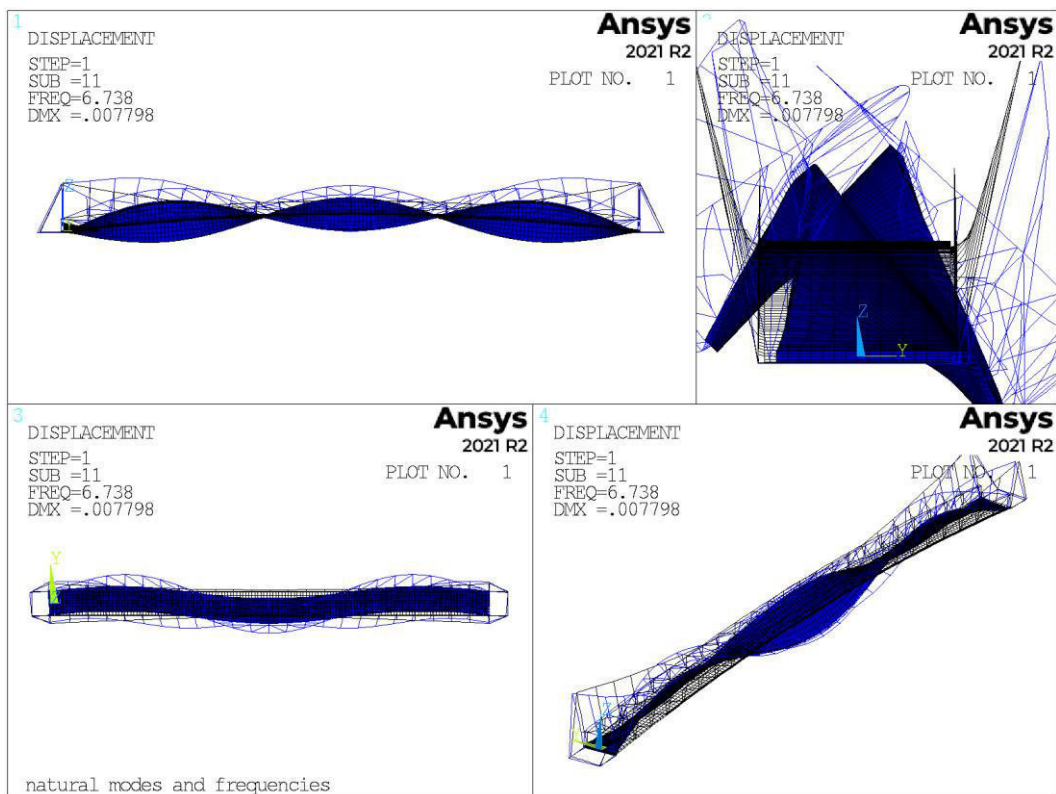 1
Ansys
2021 R2
DISPLACEMENT
STEP=1
SUB =11
FREQ=6.738
DMX =.007798
PLOT NO. 1
Z
2
Ansys
2021 R2
DISPLACEMENT
STEP=1
SUB =11
FREQ=6.738
DMX =.007798
PLOT NO. 1
Z
Y
3
Ansys
2021 R2
DISPLACEMENT
STEP=1
SUB =11
FREQ=6.738
DMX =.007798
PLOT NO. 1
Y
natural modes and frequencies
4
Ansys
2021 R2
DISPLACEMENT
STEP=1
SUB =11
FREQ=6.738
DMX =.007798
PLOT NO. 1
Z